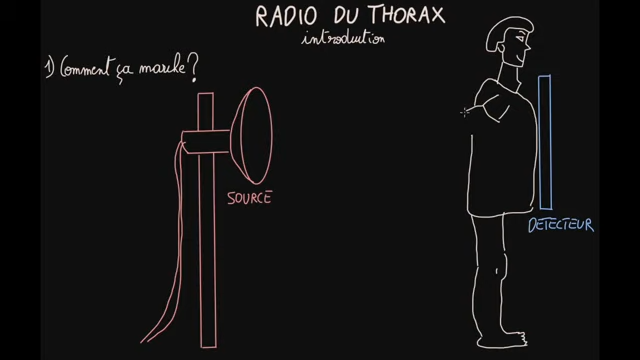 RADIO DU THORAX
introduction
1) Comment ça marche?
SOURCE
DETECTEUR